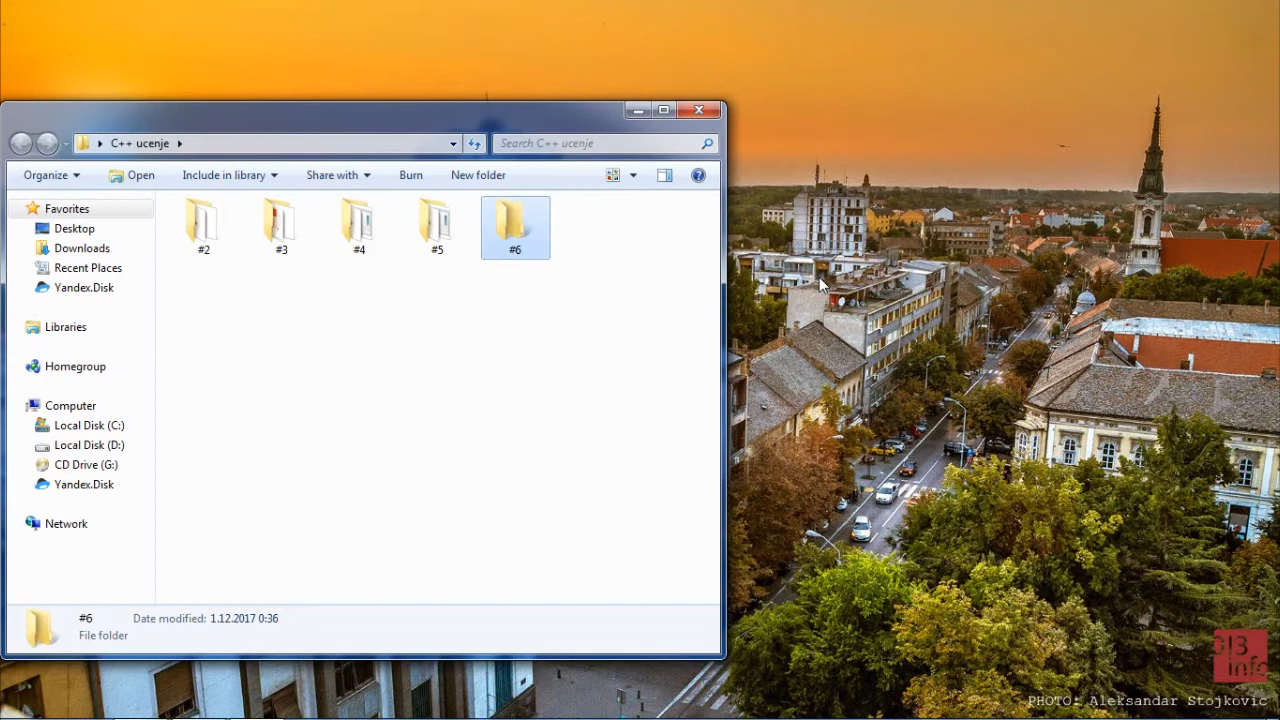 C++ ucenje
Search C++ ucenje
Organize
Open
Include in library
Share with
Burn
New folder
Favorites
Desktop
Downloads
Recent Places
Yandex.Disk
Libraries
Homegroup
Computer
Local Disk (C:)
Local Disk (D:)
CD Drive (G:)
Yandex.Disk
Network
#2
#3
#4
#5
#6
#6
Date modified: 1.12.2017 0:36
File folder
013
info
PHOTO: Aleksandar Stojkovic